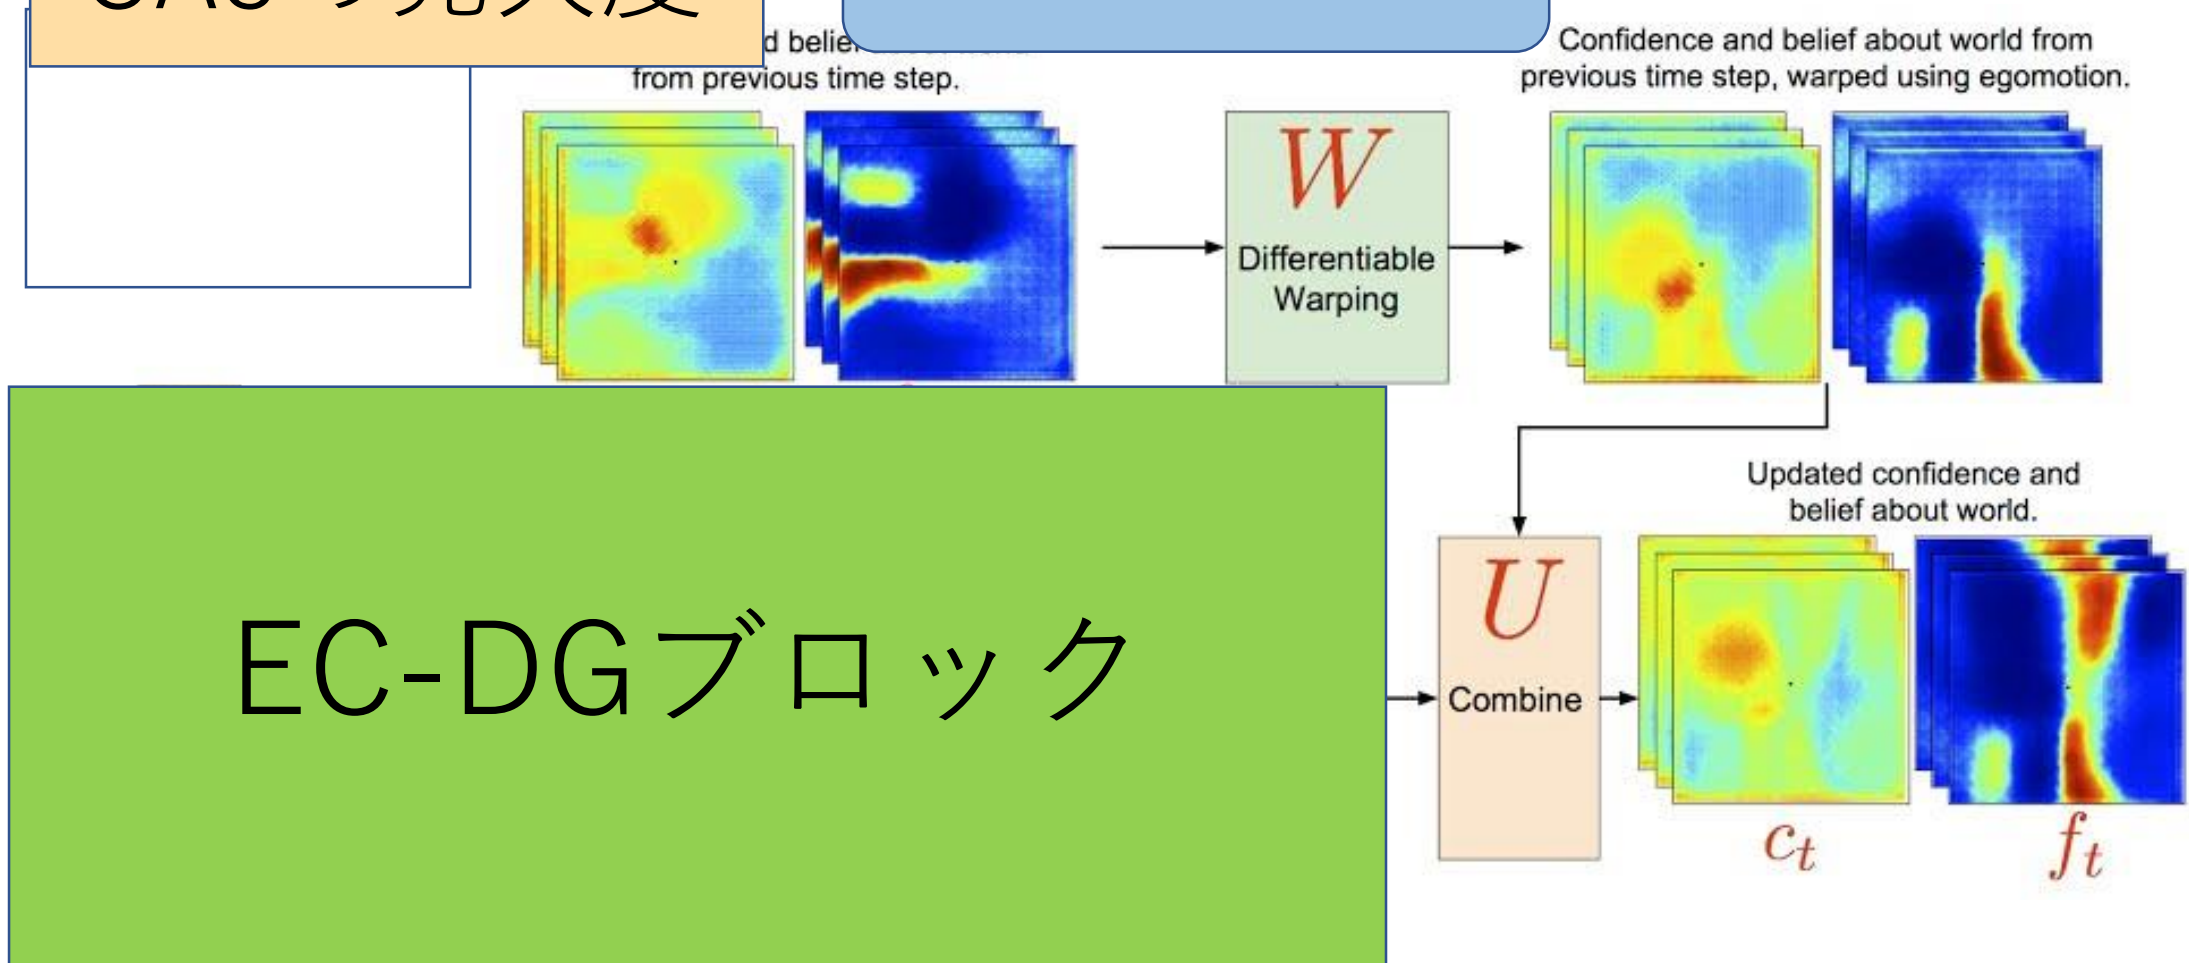 d belie
from previous time step.
Confidence and belief about world from
previous time step, warped using egomotion.
W
Differentiable
Warping
Updated confidence and
belief about world.
EC-DGブロック
U
Combine
c_t
f_t